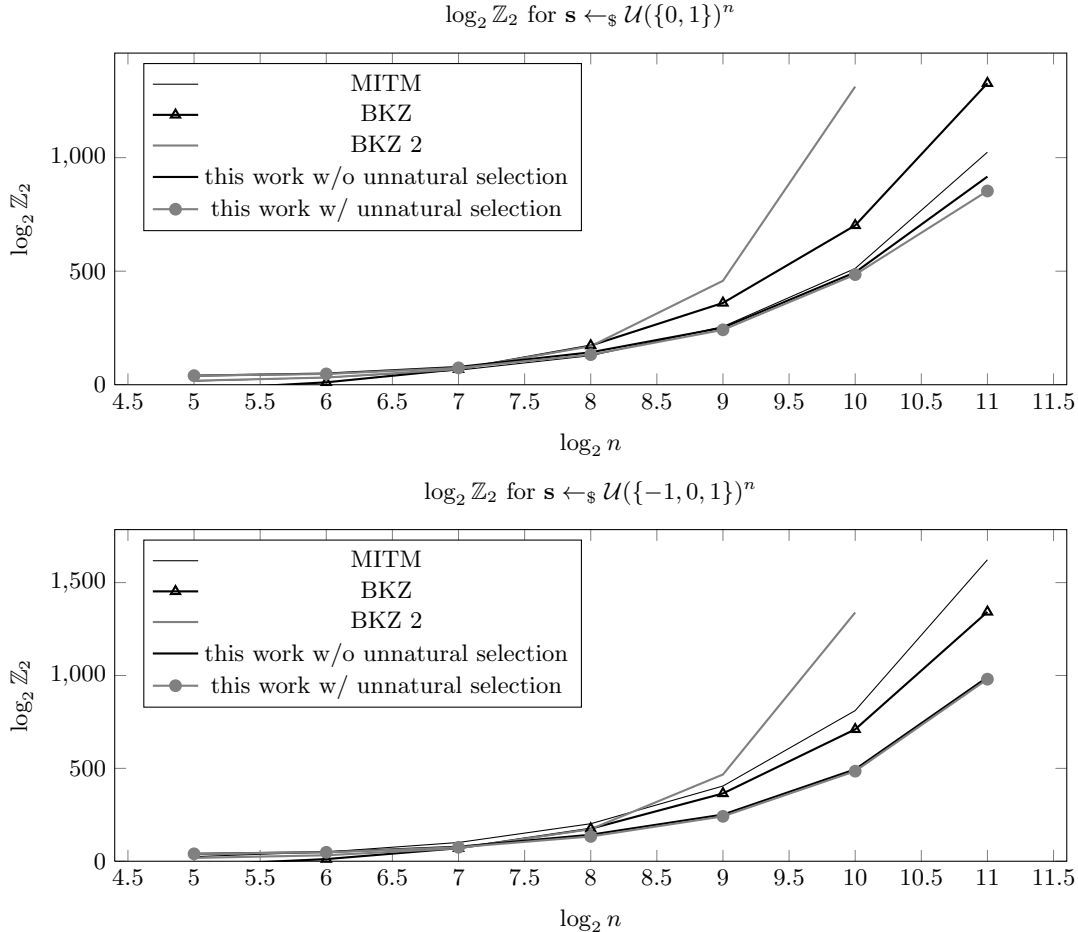 log₂ ℤ₂ for s ←$ 𝒰({0, 1})ⁿ
MITM
BKZ
BKZ 2
this work w/o unnatural selection
this work w/ unnatural selection
log₂ ℤ₂
1,000
500
0
4.5 5 5.5 6 6.5 7 7.5 8 8.5 9 9.5 10 10.5 11 11.5
log₂ n
log₂ ℤ₂ for s ←$ 𝒰({−1, 0, 1})ⁿ
MITM
BKZ
BKZ 2
this work w/o unnatural selection
this work w/ unnatural selection
log₂ ℤ₂
1,500
1,000
500
0
4.5 5 5.5 6 6.5 7 7.5 8 8.5 9 9.5 10 10.5 11 11.5
log₂ n